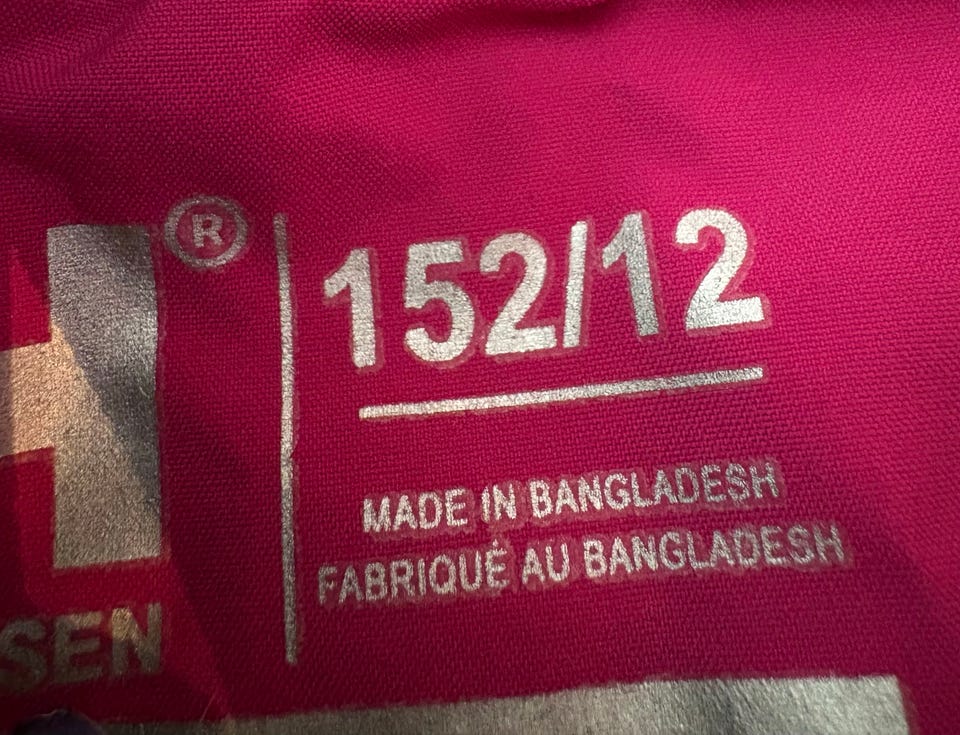 H®
SEN
152/12
MADE IN BANGLADESH
FABRIQUÉ AU BANGLADESH